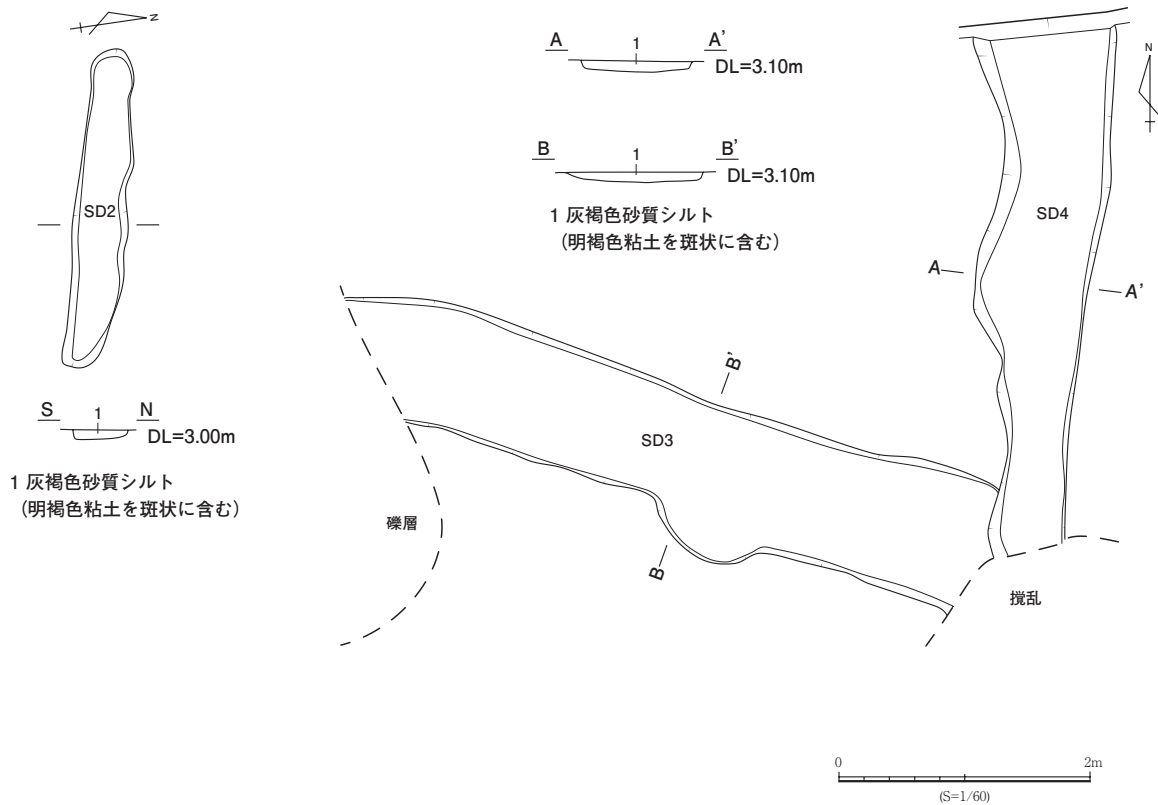 N
SD2
S 1 N
DL=3.00m
1 灰褐色砂質シルト
（明褐色粘土を斑状に含む）
A 1 A'
DL=3.10m
B 1 B'
DL=3.10m
1 灰褐色砂質シルト
（明褐色粘土を斑状に含む）
N
SD4
A
A'
B'
SD3
B
礫層
撹乱
0 2m
(S=1/60)